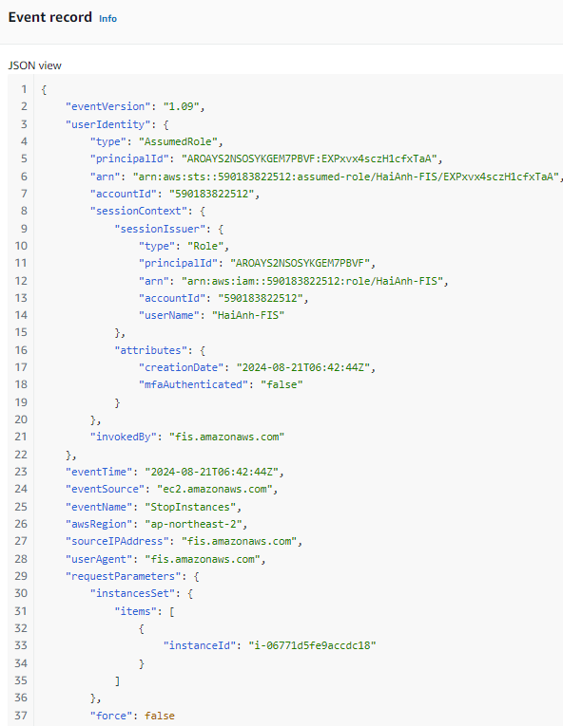 Event record Info
JSON view
1 {
2 "eventVersion": "1.09",
3 "userIdentity": {
4 "type": "AssumedRole",
5 "principalId": "AROAYS2NSOSYKGEM7PBVF:EXPxvx4sczH1cfxTaA",
6 "arn": "arn:aws:sts::590183822512:assumed-role/HaiAnh-FIS/EXPxvx4sczH1cfxTaA",
7 "accountId": "590183822512",
8 "sessionContext": {
9 "sessionIssuer": {
10 "type": "Role",
11 "principalId": "AROAYS2NSOSYKGEM7PBVF",
12 "arn": "arn:aws:iam::590183822512:role/HaiAnh-FIS",
13 "accountId": "590183822512",
14 "userName": "HaiAnh-FIS"
15 },
16 "attributes": {
17 "creationDate": "2024-08-21T06:42:44Z",
18 "mfaAuthenticated": "false"
19 }
20 },
21 "invokedBy": "fis.amazonaws.com"
22 },
23 "eventTime": "2024-08-21T06:42:44Z",
24 "eventSource": "ec2.amazonaws.com",
25 "eventName": "StopInstances",
26 "awsRegion": "ap-northeast-2",
27 "sourceIPAddress": "fis.amazonaws.com",
28 "userAgent": "fis.amazonaws.com",
29 "requestParameters": {
30 "instancesSet": {
31 "items": [
32 {
33 "instanceId": "i-06771d5fe9accdc18"
34 }
35 ]
36 },
37 "force": false